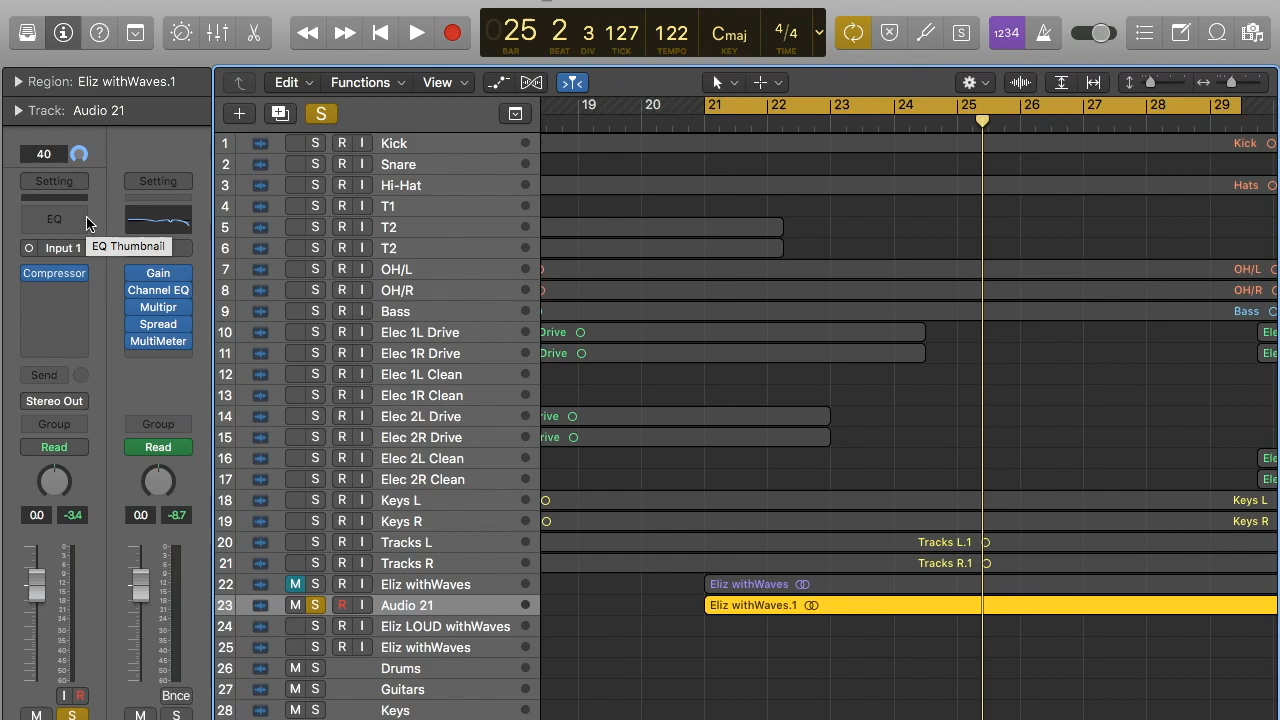 25 2 3 127 122 Cmaj 4/4
BAR BEAT DIV TICK TEMPO KEY TIME
S 1234
Region: Eliz withWaves.1
Edit Functions View
Track: Audio 21
S
19 20 21 22 23 24 25 26 27 28 29
40
Setting Setting
EQ
EQ Thumbnail
Input 1
Compressor Gain
Channel EQ
Multipr
Spread
MultiMeter
Send
Stereo Out
Group Group
Read Read
0.0 -3.4 0.0 -8.7
I R Bnce
M S M S
1 S R I Kick Kick
2 S R I Snare
3 S R I Hi-Hat Hats
4 S R I T1
5 S R I T2
6 S R I T2
7 S R I OH/L OH/L
8 S R I OH/R OH/R
9 S R I Bass Bass
10 S R I Elec 1L Drive Drive Ele
11 S R I Elec 1R Drive Drive Ele
12 S R I Elec 1L Clean
13 S R I Elec 1R Clean
14 S R I Elec 2L Drive rive
15 S R I Elec 2R Drive rive
16 S R I Elec 2L Clean Ele
17 S R I Elec 2R Clean Ele
18 S R I Keys L Keys L
19 S R I Keys R Keys R
20 S R I Tracks L Tracks L.1
21 S R I Tracks R Tracks R.1
22 M S R I Eliz withWaves Eliz withWaves
23 M S R I Audio 21 Eliz withWaves.1
24 S R I Eliz LOUD withWaves
25 S R I Eliz withWaves
26 M S Drums
27 M S Guitars
28 M S Keys